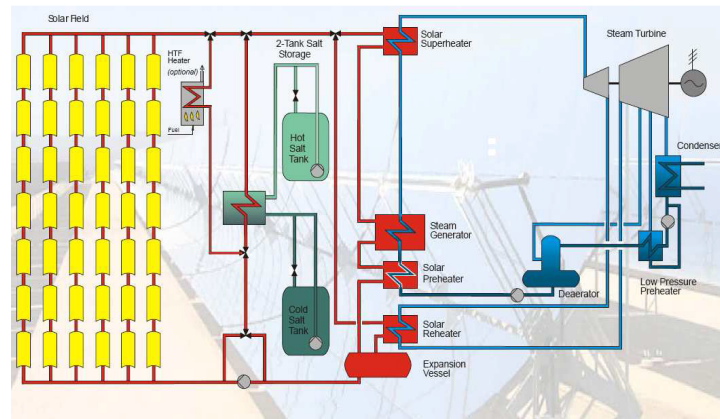 Solar Field
HTF
Heater
(optional)
Fuel
2-Tank Salt
Storage
Hot
Salt
Tank
Cold
Salt
Tank
Solar
Superheater
Steam
Generator
Solar
Preheater
Solar
Reheater
Expansion
Vessel
Steam Turbine
Condenser
Deaerator
Low Pressure
Preheater